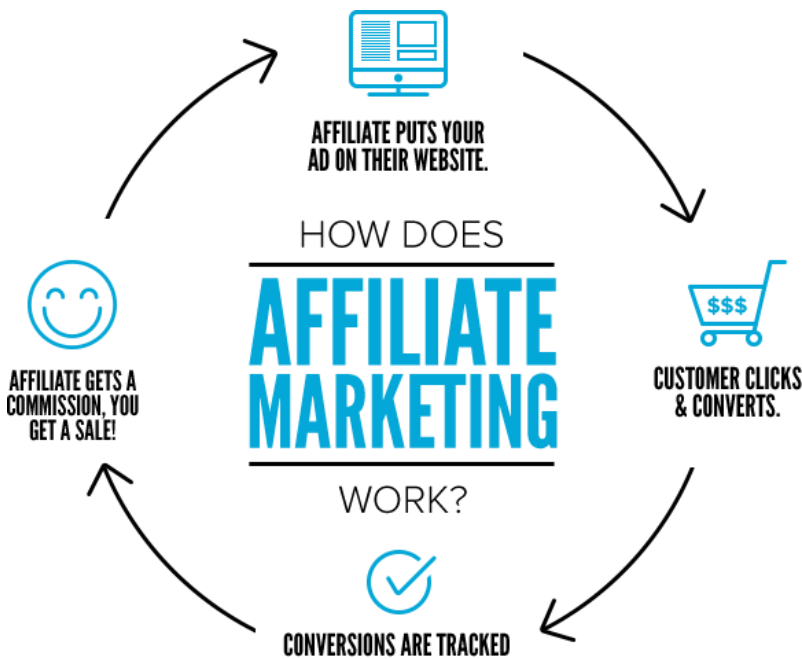 AFFILIATE PUTS YOUR
AD ON THEIR WEBSITE.
HOW DOES
AFFILIATE
MARKETING
WORK?
$$$
CUSTOMER CLICKS
& CONVERTS.
CONVERSIONS ARE TRACKED
AFFILIATE GETS A
COMMISSION, YOU
GET A SALE!